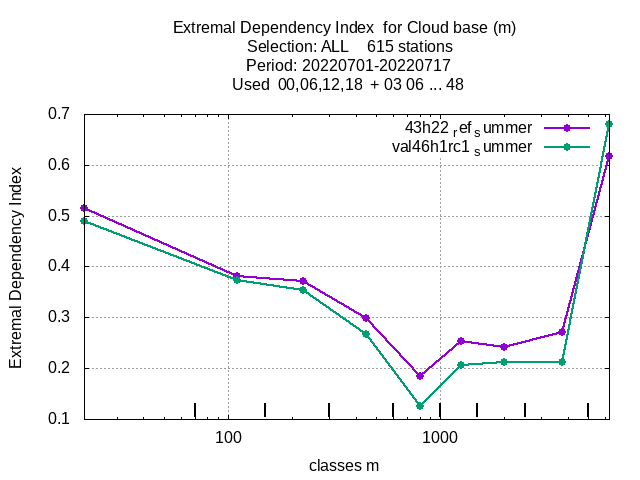 Extremal Dependency Index  for Cloud base (m)
Selection: ALL    615 stations
Period: 20220701-20220717
Used  00,06,12,18  + 03 06 ... 48
43h22 ref summer
val46h1rc1 summer
0.7
0.6
0.5
0.4
0.3
0.2
0.1
Extremal Dependency Index
100
1000
classes m